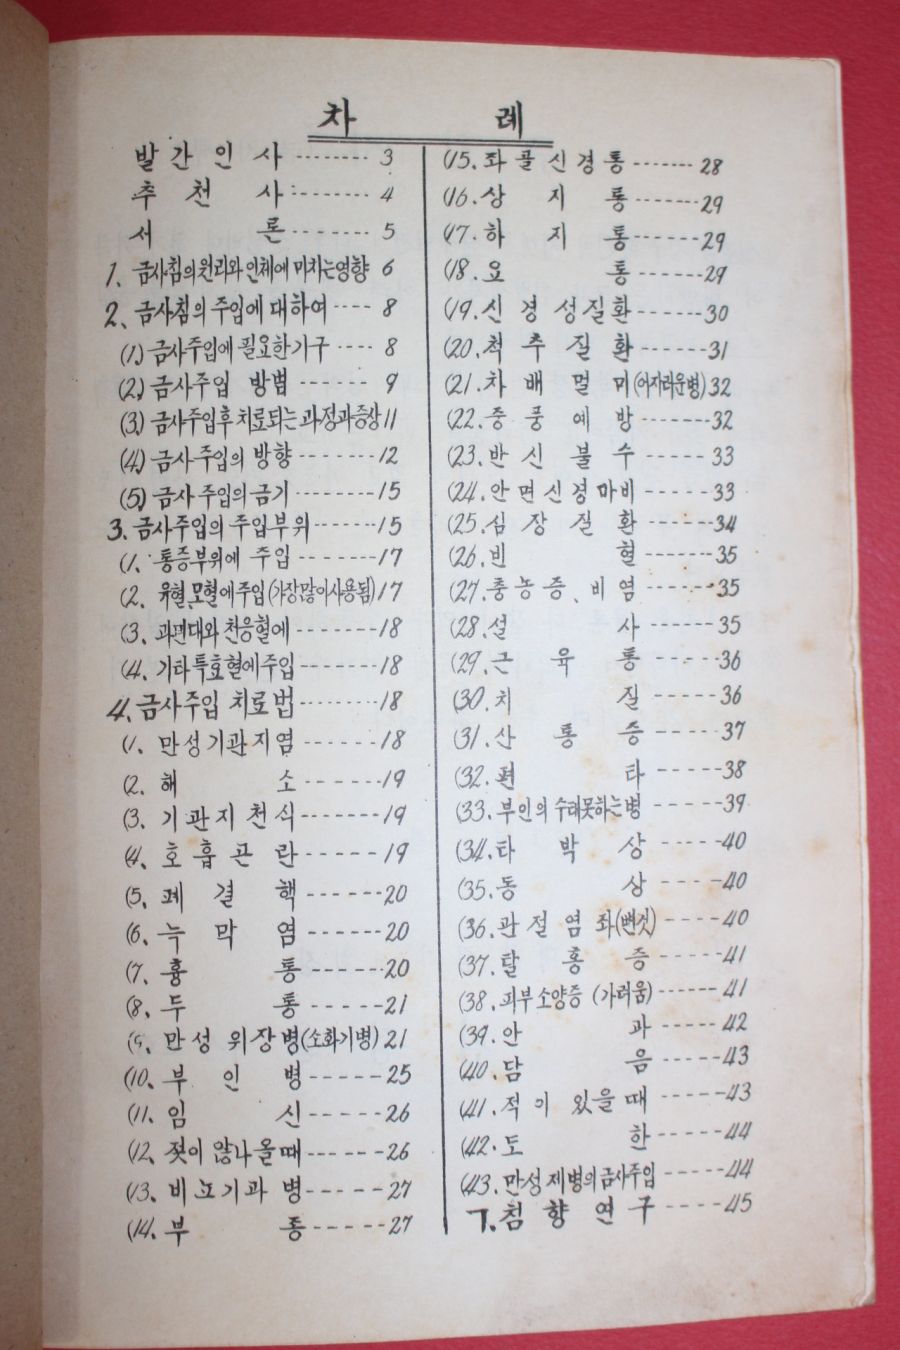 차 례
발간인사 -------- 3
추천사 -------- 4
서론 -------- 5
1. 금사침의 원리와 인체에 미치는 영향 6
2. 금사침의 주입에 대하여 ---- 8
(1.) 금사주입에 필요한 기구 ---- 8
(2.) 금사주입 방법 ------ 9
(3.) 금사주입후 치료되는 과정과 증상 11
(4.) 금사주입의 방향 ------- 12
(5.) 금사주입의 금기 -------- 15
3. 금사주입의 주입부위 ------ 15
(1. 통증부위에 주입 ------- 17
(2. 유혈, 모혈에 주입 (가장 많이 사용됨) 17
(3. 과민대와 천응혈에 -------- 18
(4. 기타 특효혈에 주입 ------- 18
4. 금사주입 치료법 -------- 18
(1. 만성기관지염 ------ 18
(2. 해소 ------- 19
(3. 기관지 천식 ------- 19
(4. 호흡곤란 ------ 19
(5. 폐결핵 ------ 20
(6. 늑막염 ------ 20
(7. 흉통 ------ 20
(8. 두통 ------ 21
(9. 만성 위장병 (소화기병) 21
(10. 부인병 ----- 25
(11. 임신 ----- 26
(12. 젖이 않나올때 ------ 26
(13. 비뇨기과 병 ----- 27
(14. 부종 ------ 27
(15. 좌골신경통 ------ 28
(16. 상지통 ------ 29
(17. 하지통 ------ 29
(18. 요통 ------ 29
(19. 신경성질환 ------ 30
(20. 척추질환 ------ 31
(21. 차배멀미 (어지러운병) 32
(22. 중풍예방 ------ 32
(23. 반신불수 ----- 33
(24. 안면신경마비 ------ 33
(25. 심장질환 ------ 34
(26. 빈혈 ------ 35
(27. 충농증, 비염 ------ 35
(28. 설사 ------ 35
(29. 근육통 ------ 36
(30. 치질 ------ 36
(31. 산통증 ----- 37
(32. 편타 ----- 38
(33. 부인의 수태못하는병 ----- 39
(34. 타박상 ----- 40
(35. 동상 ----- 40
(36. 관절염좌 (삔것) ---- 40
(37. 탈홍증 ----- 41
(38. 피부소양증 (가려움) ------ 41
(39. 안과 ----- 42
(40. 담음 ----- 43
(41. 적이 있을때 ------ 43
(42. 도한 ----- 44
(43. 만성 제병의 금사주입 ----- 44
7. 침향연구 ---- 45